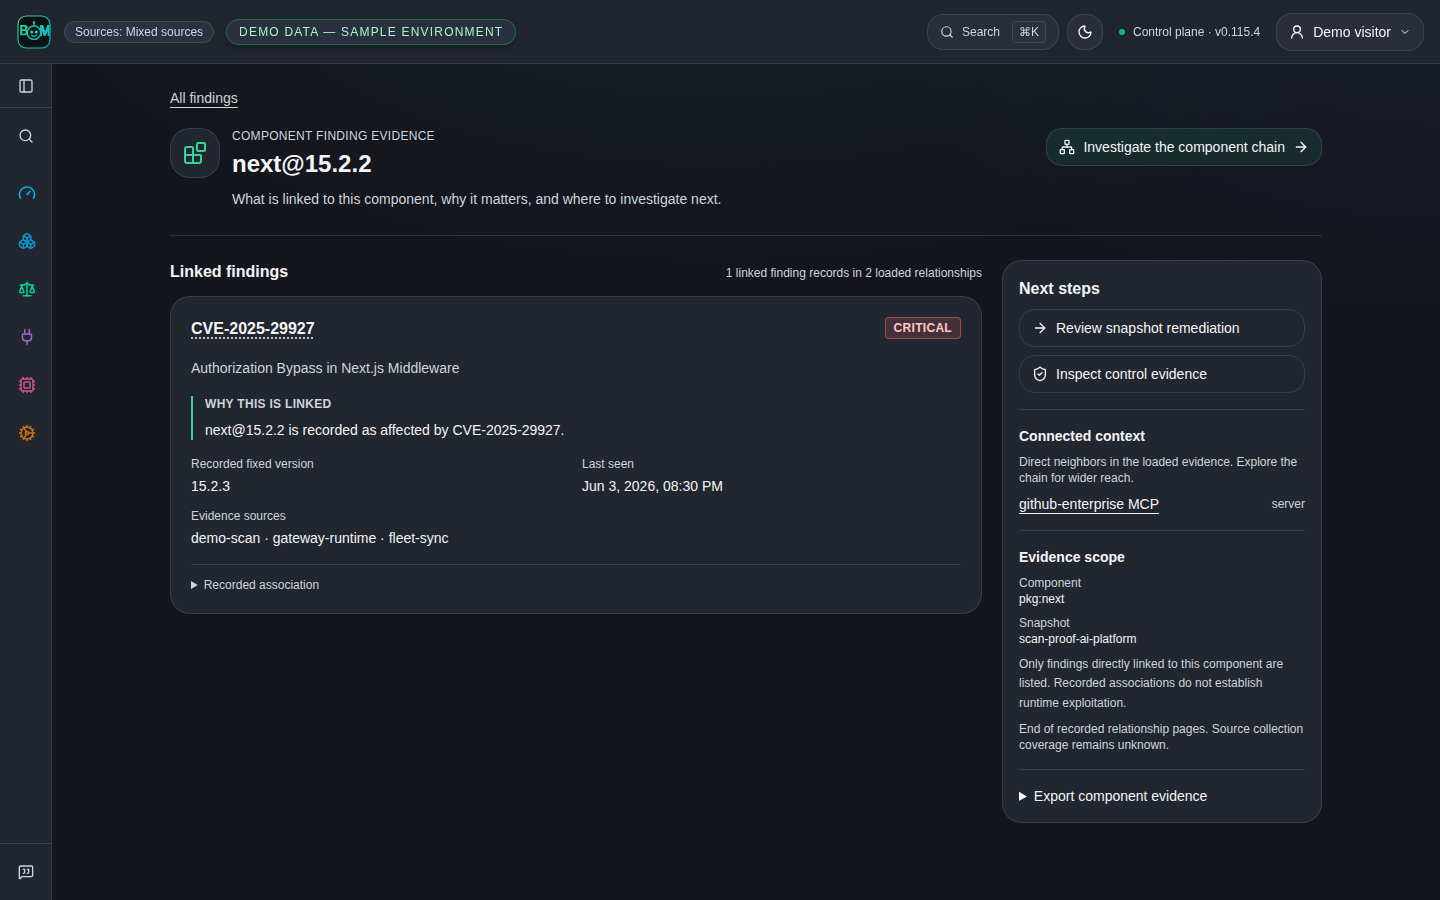 BOM
Sources: Mixed sources
DEMO DATA — SAMPLE ENVIRONMENT
Search
⌘K
Control plane · v0.115.4
Demo visitor
All findings
COMPONENT FINDING EVIDENCE
next@15.2.2
What is linked to this component, why it matters, and where to investigate next.
Investigate the component chain
Linked findings
1 linked finding records in 2 loaded relationships
CVE-2025-29927
CRITICAL
Authorization Bypass in Next.js Middleware
WHY THIS IS LINKED
next@15.2.2 is recorded as affected by CVE-2025-29927.
Recorded fixed version
15.2.3
Last seen
Jun 3, 2026, 08:30 PM
Evidence sources
demo-scan · gateway-runtime · fleet-sync
Recorded association
Next steps
Review snapshot remediation
Inspect control evidence
Connected context
Direct neighbors in the loaded evidence. Explore the
chain for wider reach.
github-enterprise MCP
server
Evidence scope
Component
pkg:next
Snapshot
scan-proof-ai-platform
Only findings directly linked to this component are
listed. Recorded associations do not establish
runtime exploitation.
End of recorded relationship pages. Source collection
coverage remains unknown.
Export component evidence